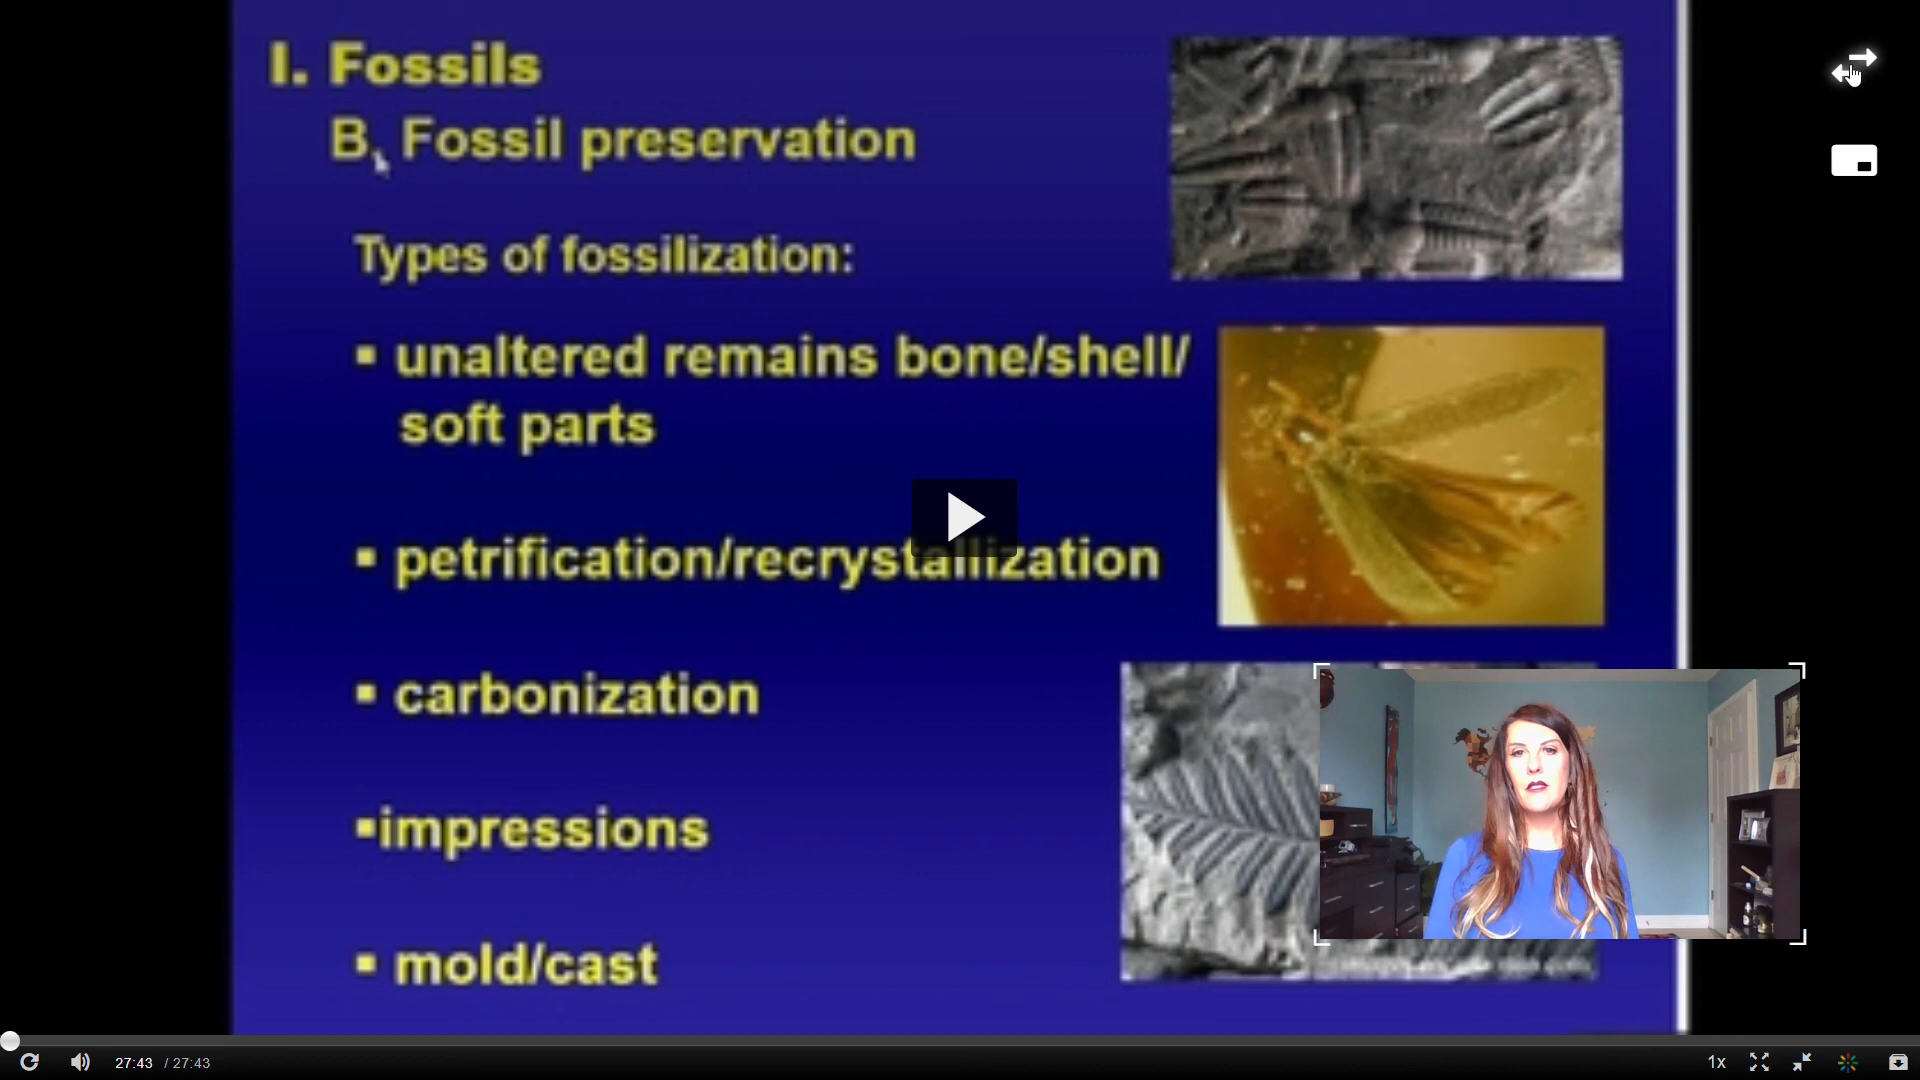 I. Fossils
B. Fossil preservation
Types of fossilization:
▪ unaltered remains bone/shell/
soft parts
▪ petrification/recrystallization
▪ carbonization
▪impressions
▪ mold/cast
27:43 / 27:43
1x